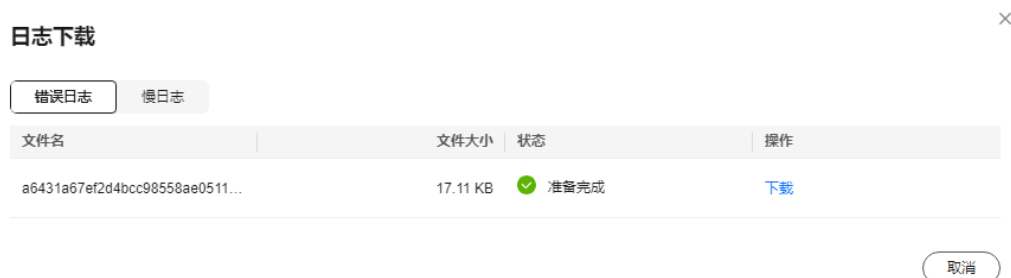 日志下载
错误日志 慢日志
文件名 文件大小 状态 操作
a6431a67ef2d4bcc98558ae0511... 17.11 KB 准备完成 下载
取消